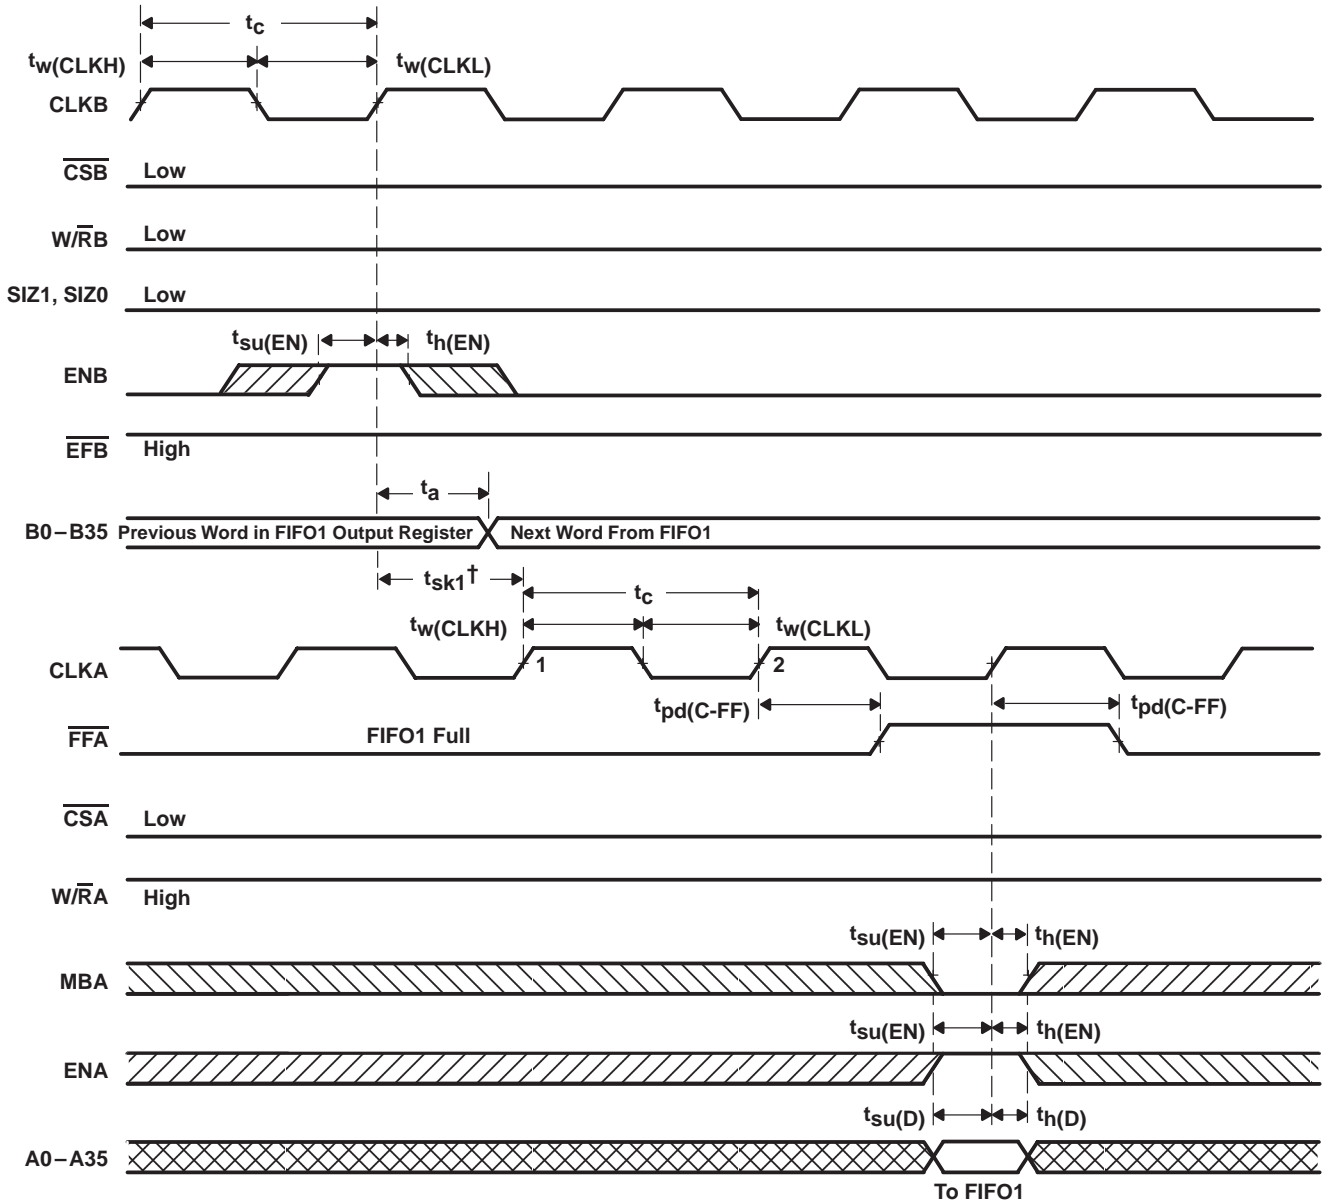 tc
tw(CLKH) tw(CLKL)
CLKB
CSB Low
W/RB Low
SIZ1, SIZ0 Low
tsu(EN) th(EN)
ENB
EFB High
ta
B0–B35 Previous Word in FIFO1 Output Register Next Word From FIFO1
tsk1†
tc
tw(CLKH) tw(CLKL)
CLKA 1 2
tpd(C-FF) tpd(C-FF)
FFA FIFO1 Full
CSA Low
W/RA High
tsu(EN) th(EN)
MBA
tsu(EN) th(EN)
ENA
tsu(D) th(D)
A0–A35
To FIFO1